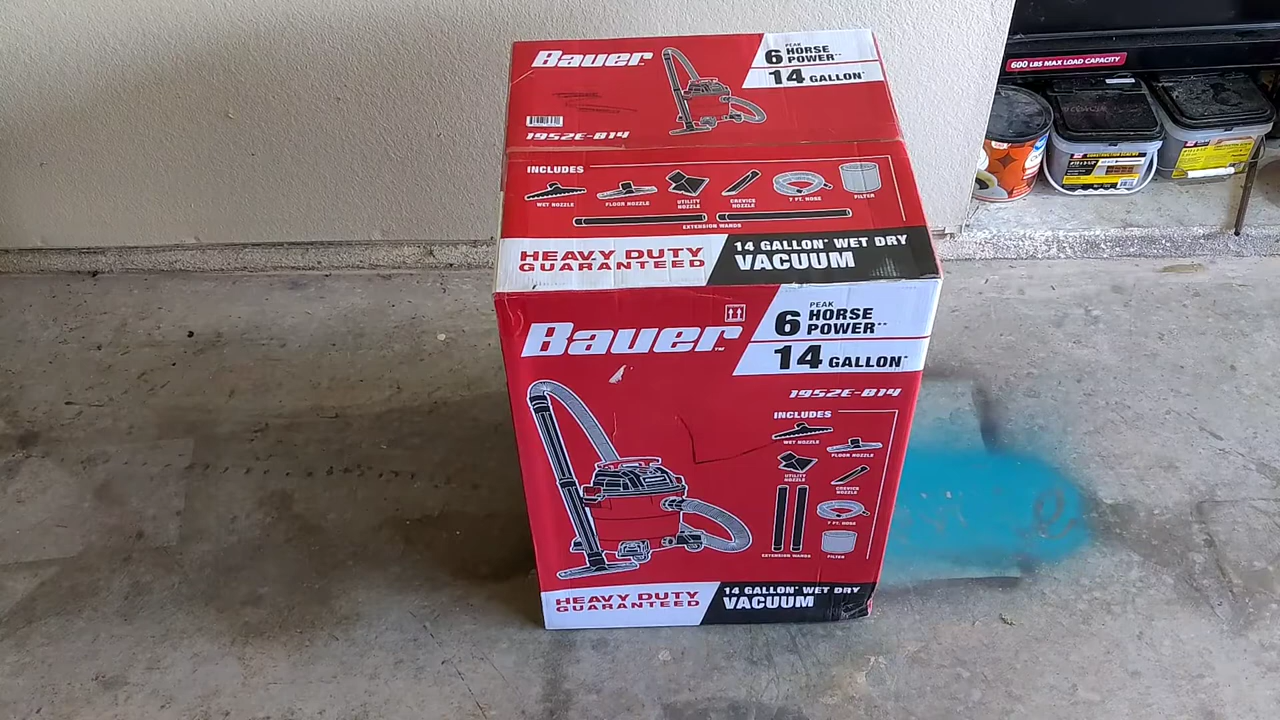 Bauer
PEAK
6 HORSE POWER**
14 GALLON*
1952E-B14
600 LBS MAX LOAD CAPACITY
INCLUDES
WET NOZZLE
FLOOR NOZZLE
UTILITY NOZZLE
CREVICE NOZZLE
7 FT. HOSE
FILTER
EXTENSION WANDS
HEAVY DUTY
GUARANTEED
14 GALLON* WET DRY
VACUUM
Bauer™
PEAK
6 HORSE POWER**
14 GALLON*
1952E-B14
INCLUDES
WET NOZZLE
FLOOR NOZZLE
UTILITY NOZZLE
CREVICE NOZZLE
7 FT. HOSE
EXTENSION WANDS
FILTER
HEAVY DUTY
GUARANTEED
14 GALLON* WET DRY
VACUUM
CONSTRUCTION SCREWS